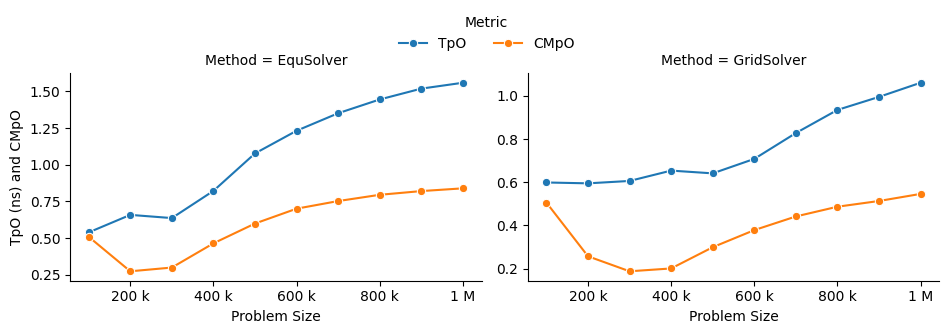 Metric
TpO CMpO
Method = EquSolver
TpO (ns) and CMpO
1.50
1.25
1.00
0.75
0.50
0.25
200 k 400 k 600 k 800 k 1 M
Problem Size
Method = GridSolver
1.0
0.8
0.6
0.4
0.2
200 k 400 k 600 k 800 k 1 M
Problem Size